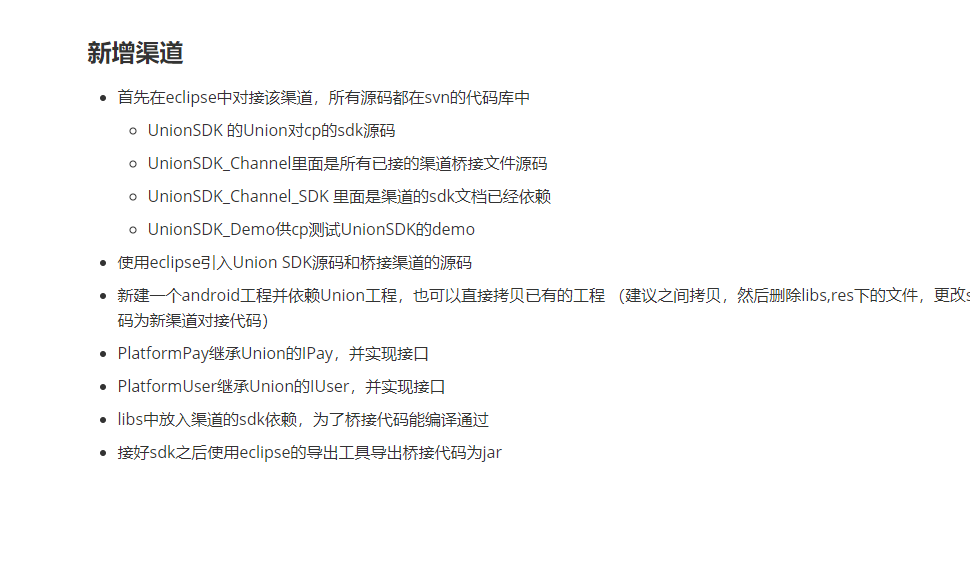 新增渠道
首先在eclipse中对接该渠道，所有源码都在svn的代码库中
UnionSDK 的Union对cp的sdk源码
UnionSDK_Channel里面是所有已接的渠道桥接文件源码
UnionSDK_Channel_SDK 里面是渠道的sdk文档已经依赖
UnionSDK_Demo供cp测试UnionSDK的demo
使用eclipse引入Union SDK源码和桥接渠道的源码
新建一个android工程并依赖Union工程，也可以直接拷贝已有的工程 （建议之间拷贝，然后删除libs,res下的文件，更改
码为新渠道对接代码）
PlatformPay继承Union的IPay，并实现接口
PlatformUser继承Union的IUser，并实现接口
libs中放入渠道的sdk依赖，为了桥接代码能编译通过
接好sdk之后使用eclipse的导出工具导出桥接代码为jar